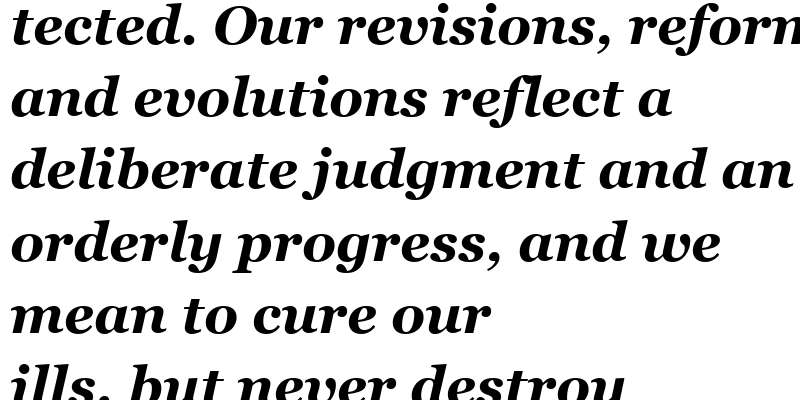 tected. Our revisions, reform
and evolutions reflect a
deliberate judgment and an
orderly progress, and we
mean to cure our
ills, but never destroy